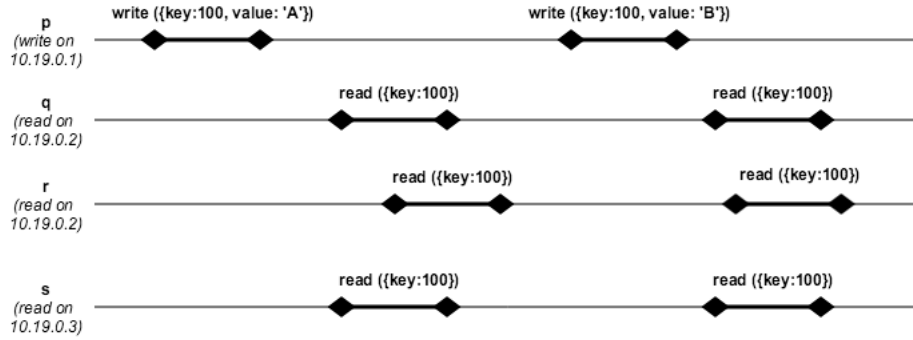 write ({key:100, value: 'A'})
write ({key:100, value: 'B'})
p
(write on
10.19.0.1)
read ({key:100})
read ({key:100})
q
(read on
10.19.0.2)
read ({key:100})
read ({key:100})
r
(read on
10.19.0.2)
read ({key:100})
read ({key:100})
s
(read on
10.19.0.3)